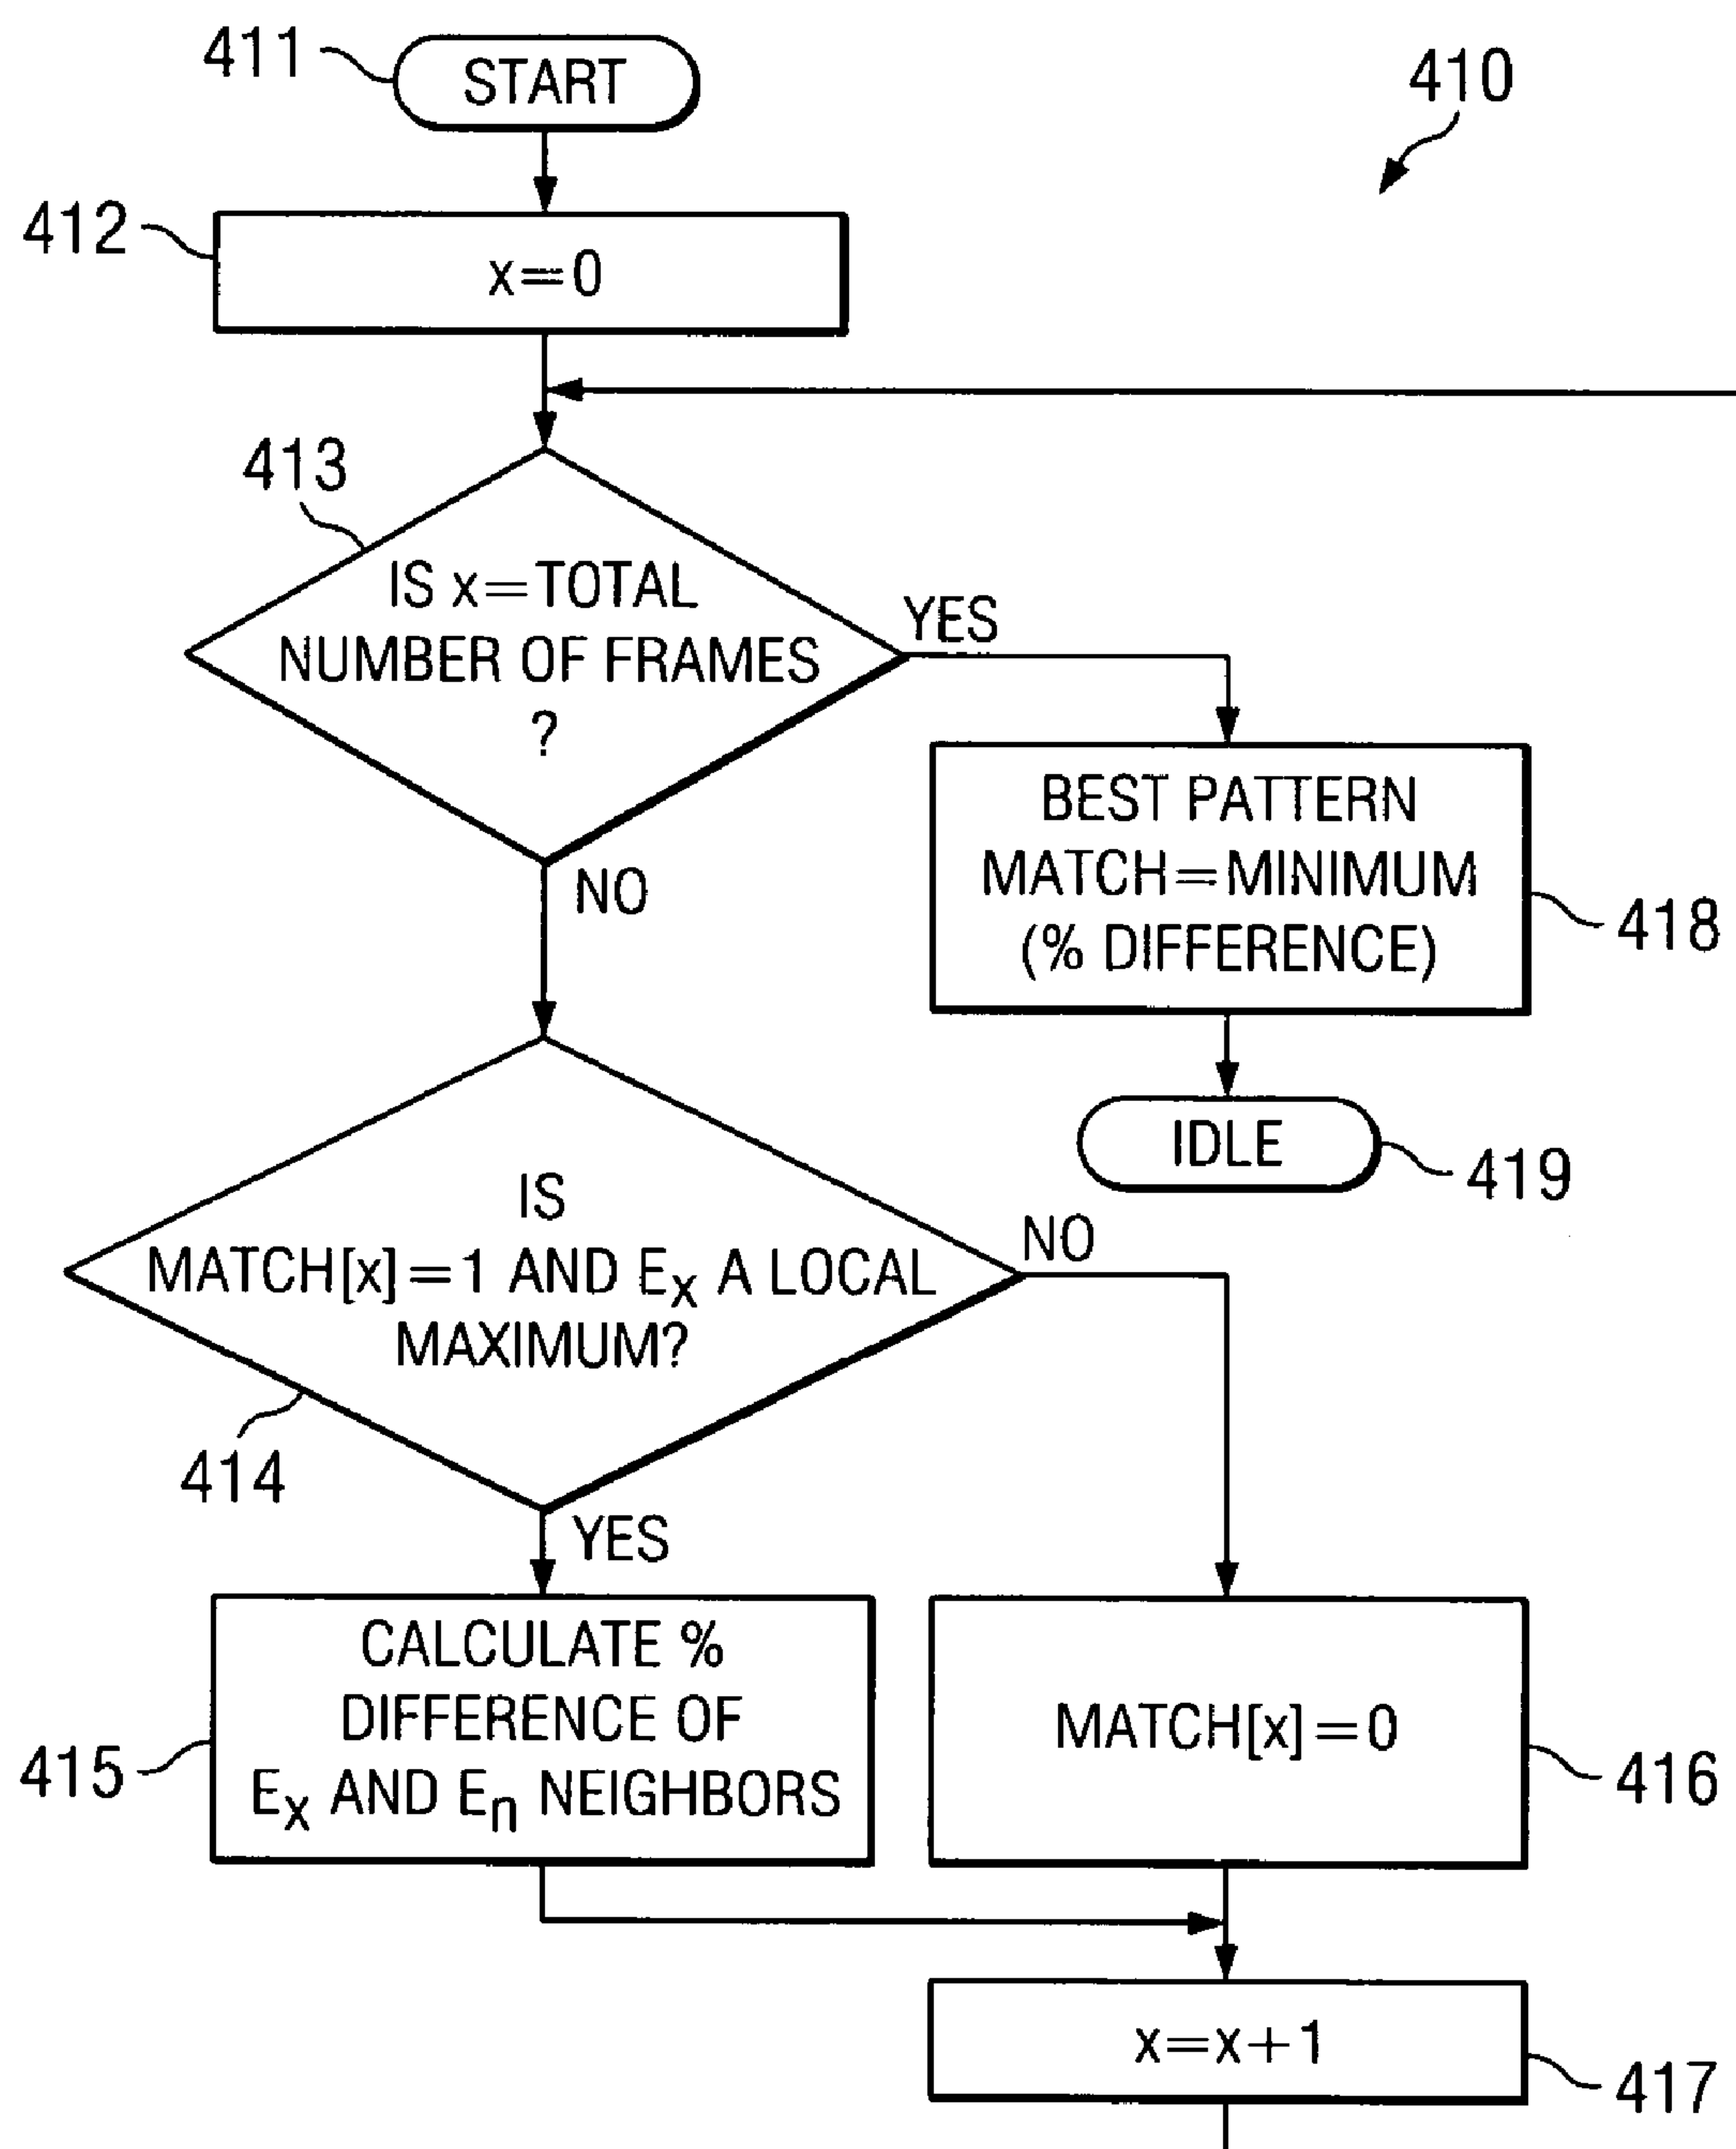 411
START
410
412
x=0
413
IS x=TOTAL
NUMBER OF FRAMES
?
YES
NO
BEST PATTERN
MATCH=MINIMUM
(% DIFFERENCE)
418
IDLE
419
IS
MATCH[x]=1 AND Ex A LOCAL
MAXIMUM?
NO
414
YES
CALCULATE %
DIFFERENCE OF
Ex AND En NEIGHBORS
415
MATCH[x]=0
416
x=x+1
417